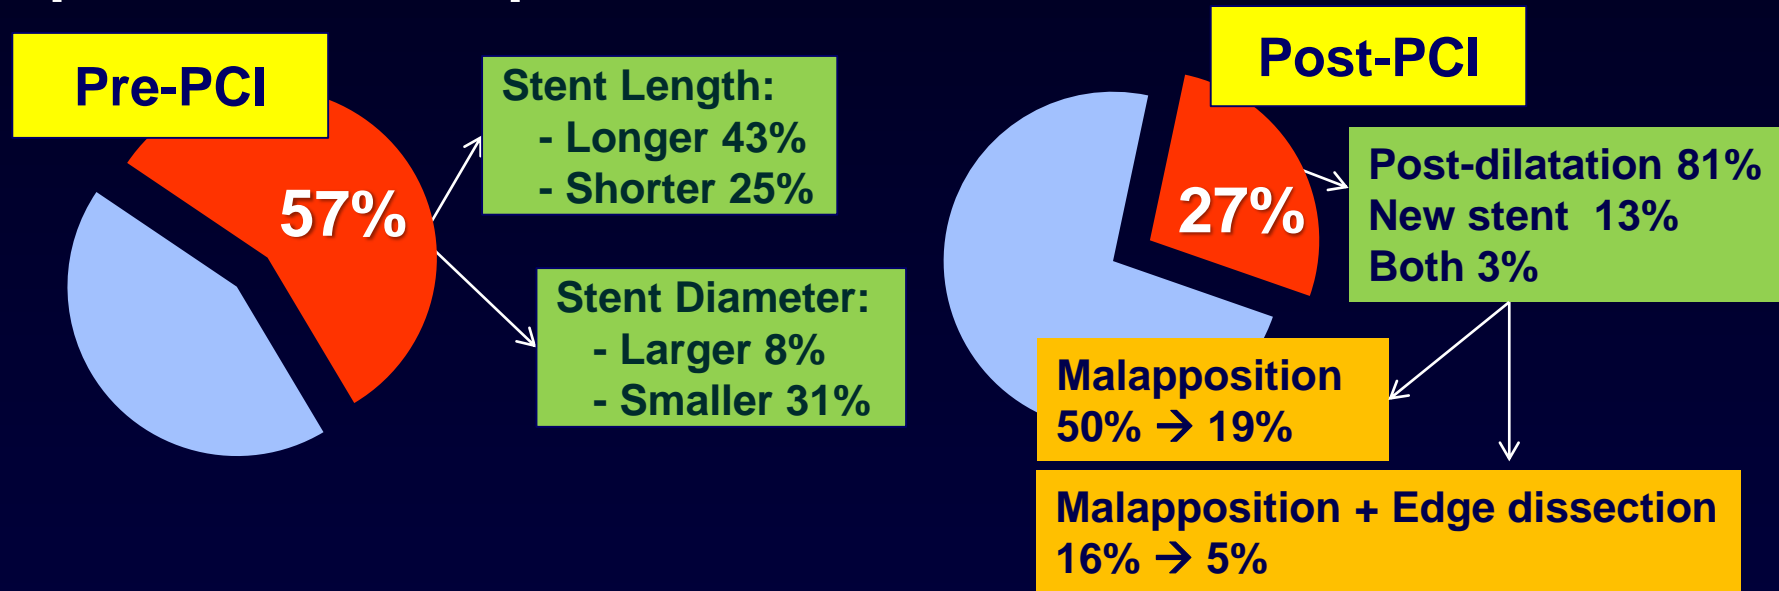 Pre-PCI
57%
Stent Length:
- Longer 43%
- Shorter 25%
Stent Diameter:
- Larger 8%
- Smaller 31%
Post-PCI
27%
Post-dilatation 81%
New stent 13%
Both 3%
Malapposition
50% → 19%
Malapposition + Edge dissection
16% → 5%